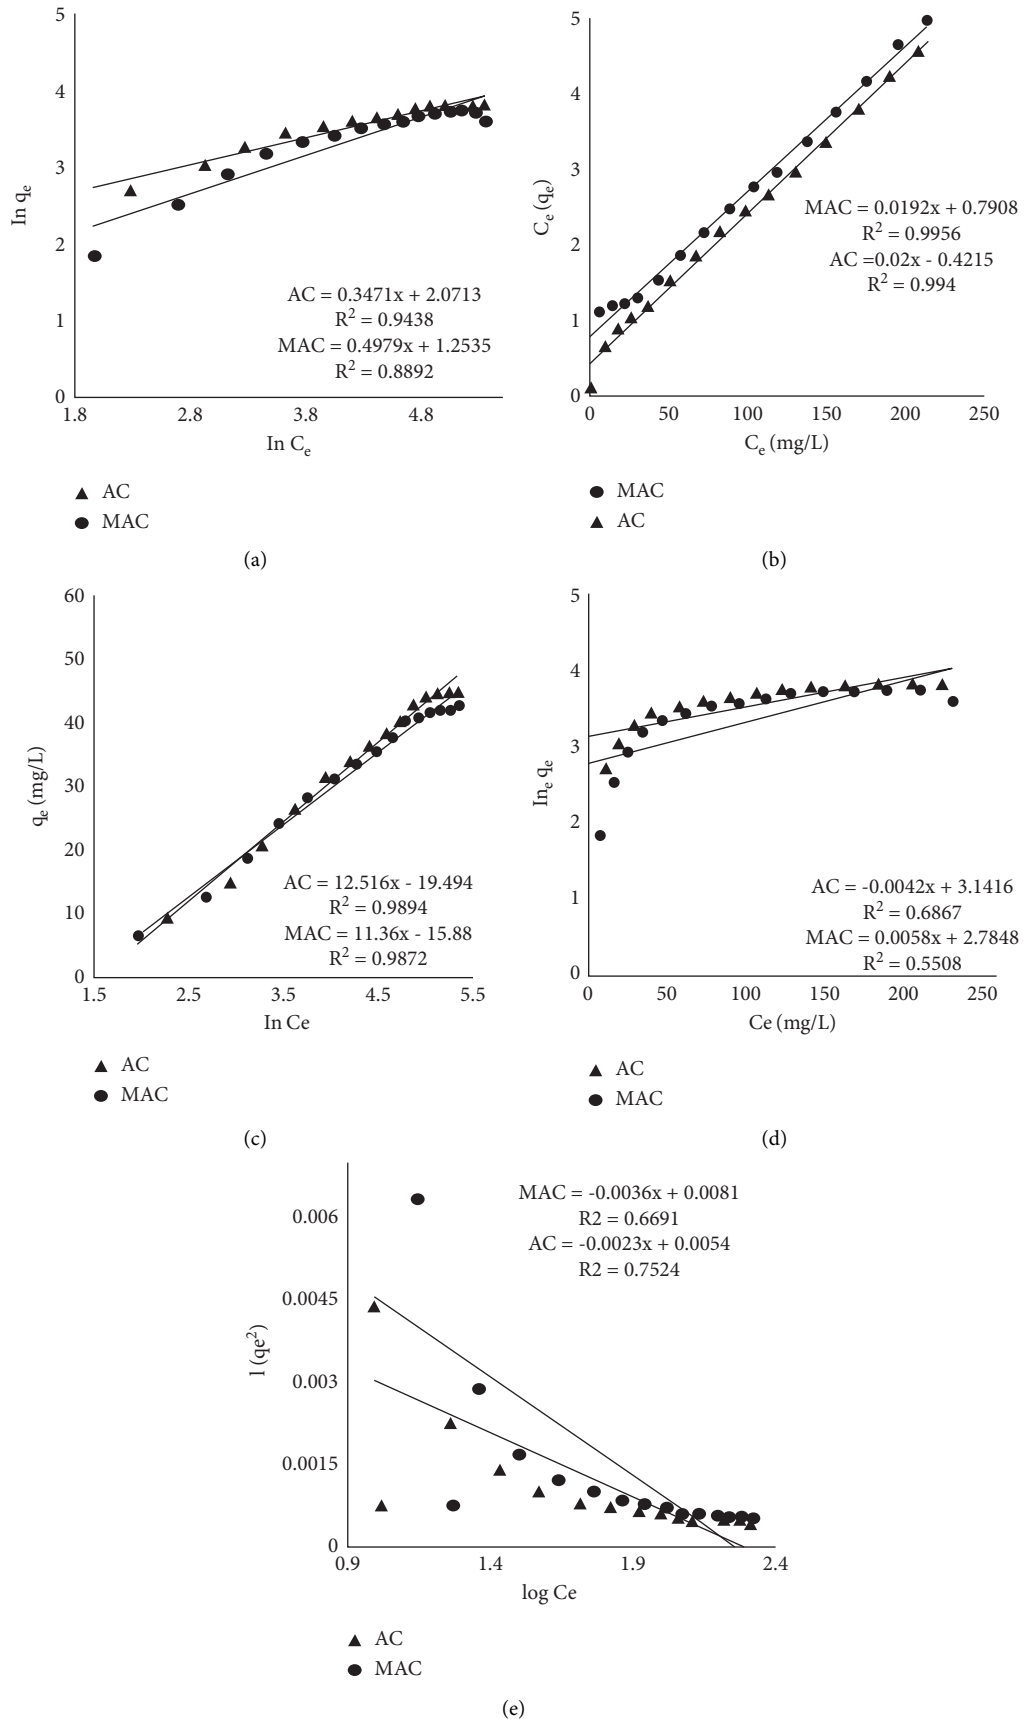 5
4
3
2
1
0
In qe
1.8 2.8 3.8 4.8
In Ce
AC = 0.3471x + 2.0713
R2 = 0.9438
MAC = 0.4979x + 1.2535
R2 = 0.8892
AC
MAC
(a)
5
4
3
2
1
0
Ce (qe)
0 50 100 150 200 250
Ce (mg/L)
MAC = 0.0192x + 0.7908
R2 = 0.9956
AC =0.02x - 0.4215
R2 = 0.994
MAC
AC
(b)
60
50
40
30
20
10
0
qe (mg/L)
1.5 2.5 3.5 4.5 5.5
In Ce
AC = 12.516x - 19.494
R2 = 0.9894
MAC = 11.36x - 15.88
R2 = 0.9872
AC
MAC
(c)
5
4
3
2
1
0
Ine qe
0 50 100 150 200 250
Ce (mg/L)
AC = -0.0042x + 3.1416
R2 = 0.6867
MAC = 0.0058x + 2.7848
R2 = 0.5508
AC
MAC
(d)
0.006
0.0045
0.003
0.0015
0
l (qe2)
0.9 1.4 1.9 2.4
log Ce
MAC = -0.0036x + 0.0081
R2 = 0.6691
AC = -0.0023x + 0.0054
R2 = 0.7524
AC
MAC
(e)